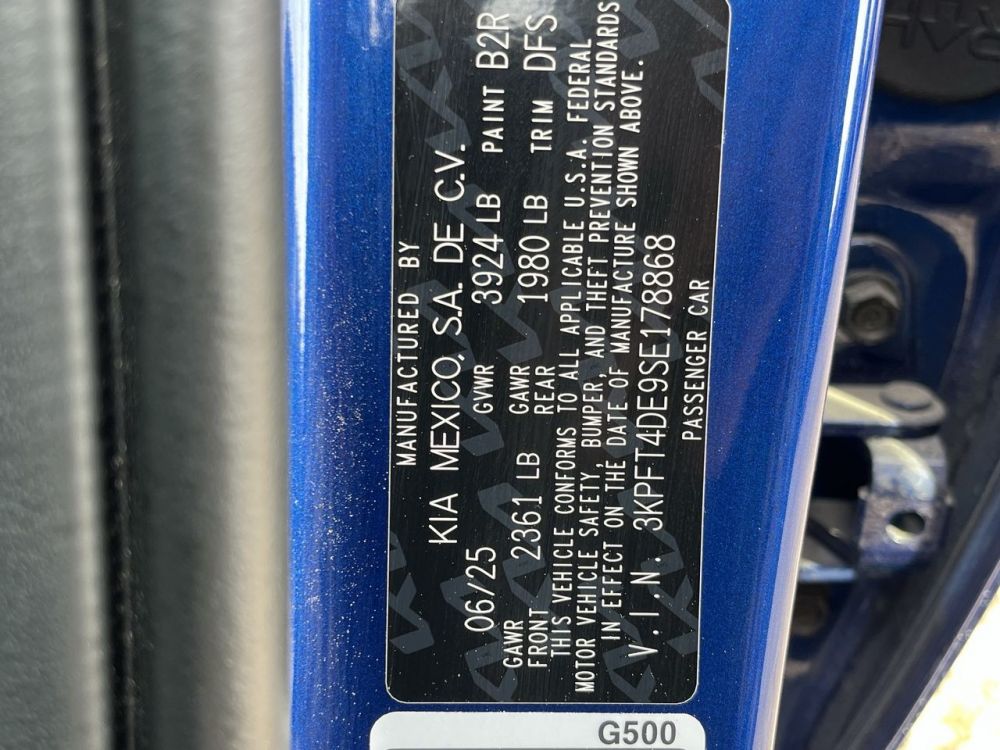 MANUFACTURED BY
KIA MEXICO, S.A. DE C.V.
06/25 GVWR 3924 LB PAINT B2R
GAWR FRONT 2361 LB GAWR REAR 1980 LB TRIM DFS
THIS VEHICLE CONFORMS TO ALL APPLICABLE U.S.A. FEDERAL
MOTOR VEHICLE SAFETY, BUMPER, AND THEFT PREVENTION STANDARDS
IN EFFECT ON THE DATE OF MANUFACTURE SHOWN ABOVE.
V.I.N. 3KPFT4DE9SE178868
PASSENGER CAR
G500